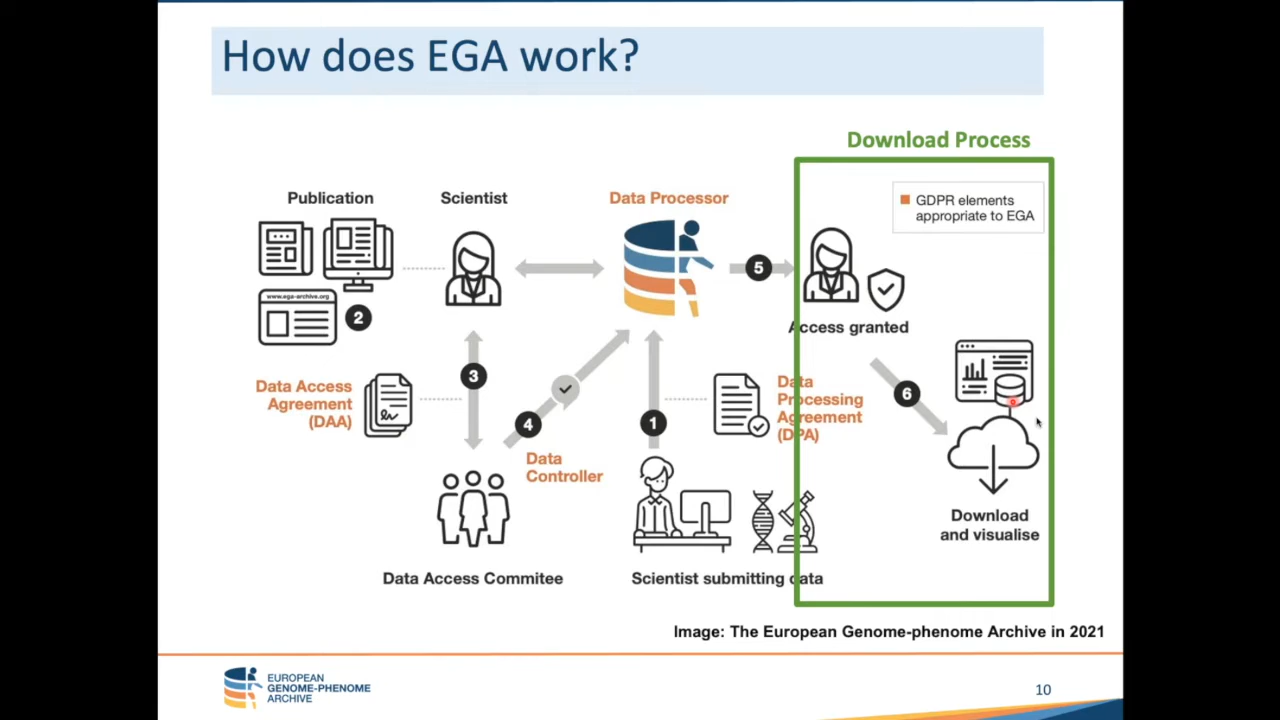 How does EGA work?
Download Process
Publication
Scientist
Data Processor
GDPR elements
appropriate to EGA
www.ega-archive.org
2
5
Access granted
3
Data Access
Agreement
(DAA)
4
1
Data
Processing
Agreement
(DPA)
6
Data
Controller
Download
and visualise
Data Access Commitee
Scientist submitting data
Image: The European Genome-phenome Archive in 2021
EUROPEAN
GENOME-PHENOME
ARCHIVE
10